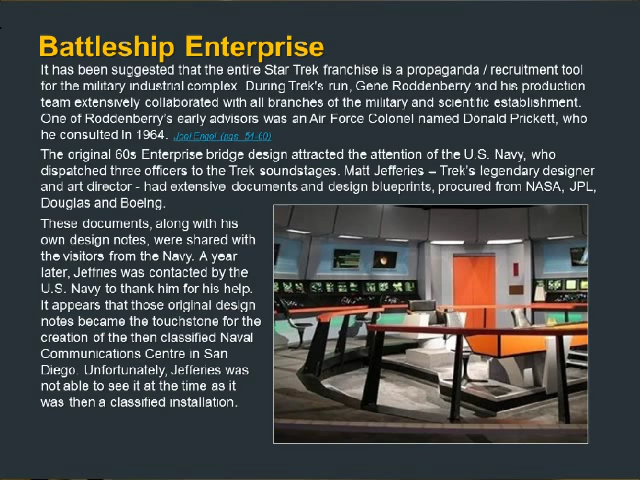 Battleship Enterprise
It has been suggested that the entire Star Trek franchise is a propaganda / recruitment tool
for the military industrial complex. During Trek's run, Gene Roddenberry and his production
team extensively collaborated with all branches of the military and scientific establishment.
One of Roddenberry's early advisors was an Air Force Colonel named Donald Prickett, who
he consulted in 1964. Joel Engel (pgs. 54-60)
The original 60s Enterprise bridge design attracted the attention of the U.S. Navy, who
dispatched three officers to the Trek soundstages. Matt Jefferies – Trek's legendary designer
and art director - had extensive documents and design blueprints, procured from NASA, JPL,
Douglas and Boeing.
These documents, along with his
own design notes, were shared with
the visitors from the Navy. A year
later, Jeffries was contacted by the
U.S. Navy to thank him for his help.
It appears that those original design
notes became the touchstone for the
creation of the then classified Naval
Communications Centre in San
Diego. Unfortunately, Jefferies was
not able to see it at the time as it
was then a classified installation.